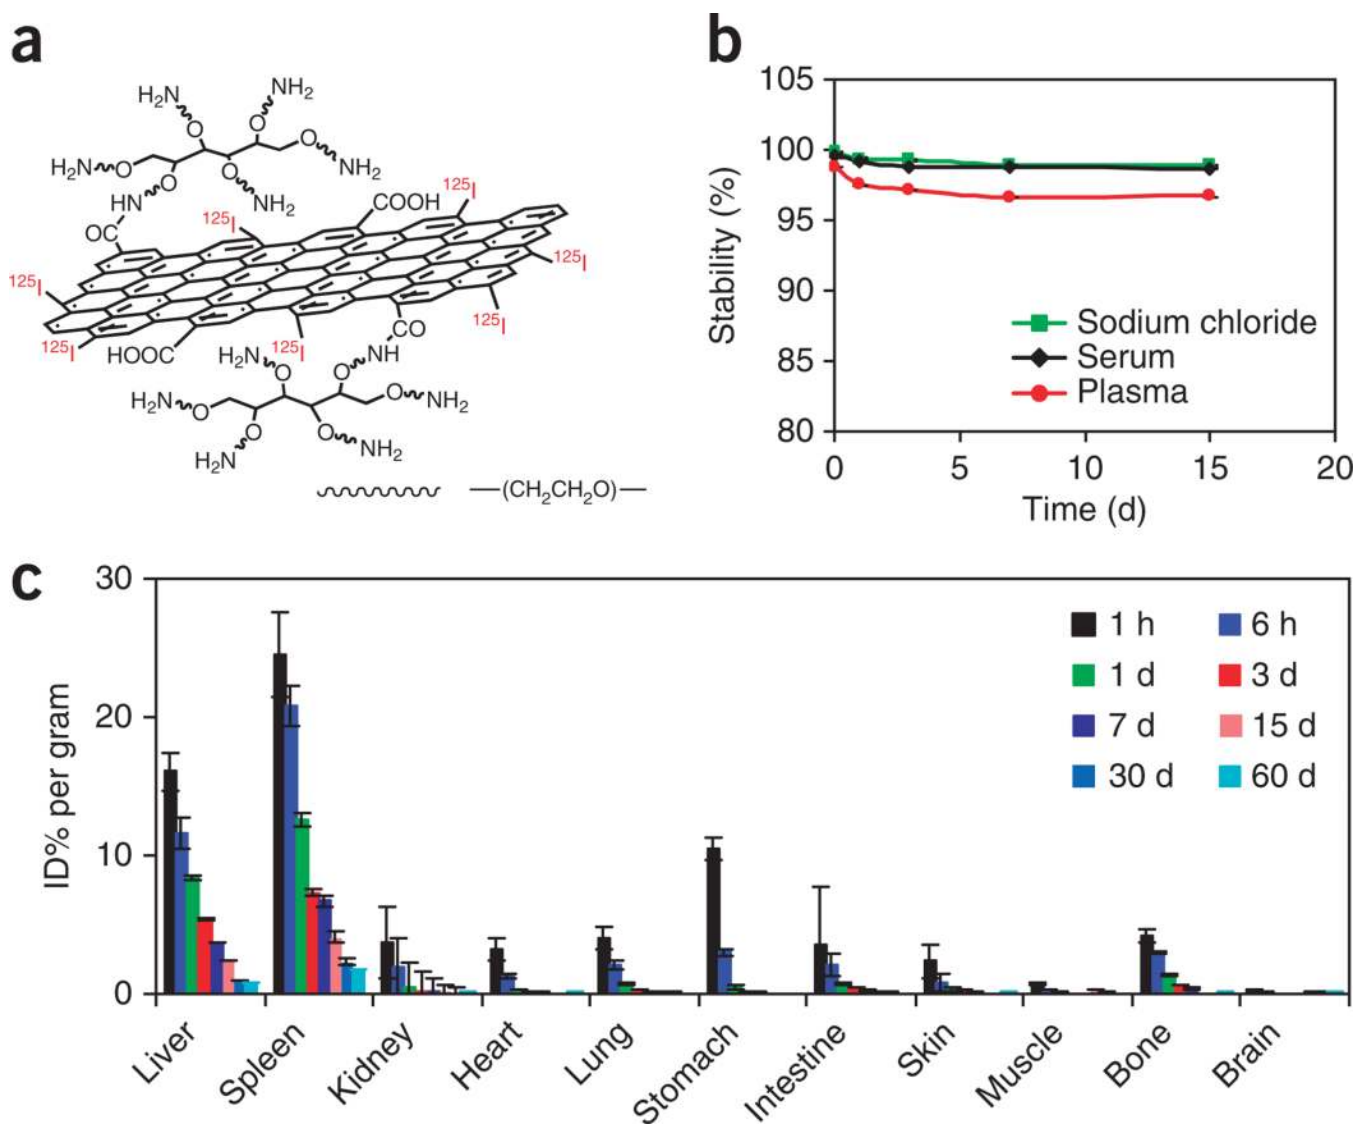 a
H₂N
NH₂
O
O
O
H₂N
O
NH₂
O
O
HN
NH₂
OC
COOH
¹²⁵I
¹²⁵I
¹²⁵I
¹²⁵I
¹²⁵I
¹²⁵I
¹²⁵I
HOOC
CO
H₂N
NH
O
O
H₂N
O
O
NH₂
O
O
H₂N
NH₂
—(CH₂CH₂O)—
b
105
100
95
90
85
80
Stability (%)
Sodium chloride
Serum
Plasma
0 5 10 15 20
Time (d)
c
30
20
10
0
ID% per gram
1 h 6 h
1 d 3 d
7 d 15 d
30 d 60 d
Liver
Spleen
Kidney
Heart
Lung
Stomach
Intestine
Skin
Muscle
Bone
Brain